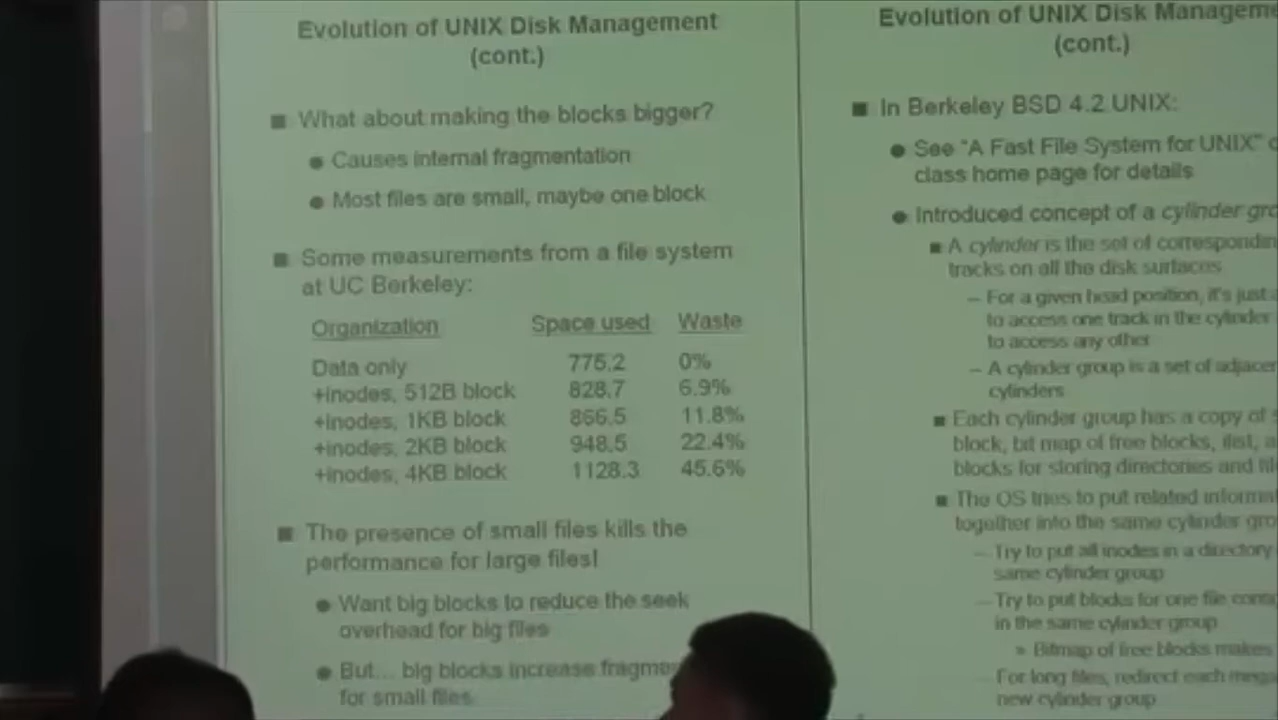 Evolution of UNIX Disk Management
(cont.)
■ What about making the blocks bigger?
● Causes internal fragmentation
● Most files are small, maybe one block
■ Some measurements from a file system
at UC Berkeley:
Organization Space used Waste
Data only 775.2 0%
+inodes, 512B block 828.7 6.9%
+inodes, 1KB block 866.5 11.8%
+inodes, 2KB block 948.5 22.4%
+inodes, 4KB block 1128.3 45.6%
■ The presence of small files kills the
performance for large files!
● Want big blocks to reduce the seek
overhead for big files
● But... big blocks increase
for small files
Evolution of UNIX Disk
(cont.)
■ In Berkeley BSD 4.2 UNIX:
● See "A Fast File System for UNIX"
class home page for details
● Introduced concept of a cylinder
■ A cylinder is the set of
tracks on all the disk surfaces
– For a given head position, it's just
to access one track in the cylinder
to access any other
– A cylinder group is a set of
cylinders
■ Each cylinder group has a copy of
block, bit map of free blocks, ilist,
blocks for storing directories and
■ The OS tries to put related
together into the same cylinder
– Try to put all inodes in a directory
same cylinder group
– Try to put blocks for one file
in the same cylinder group
» Bitmap of free blocks makes
– For long files, redirect each
new cylinder group